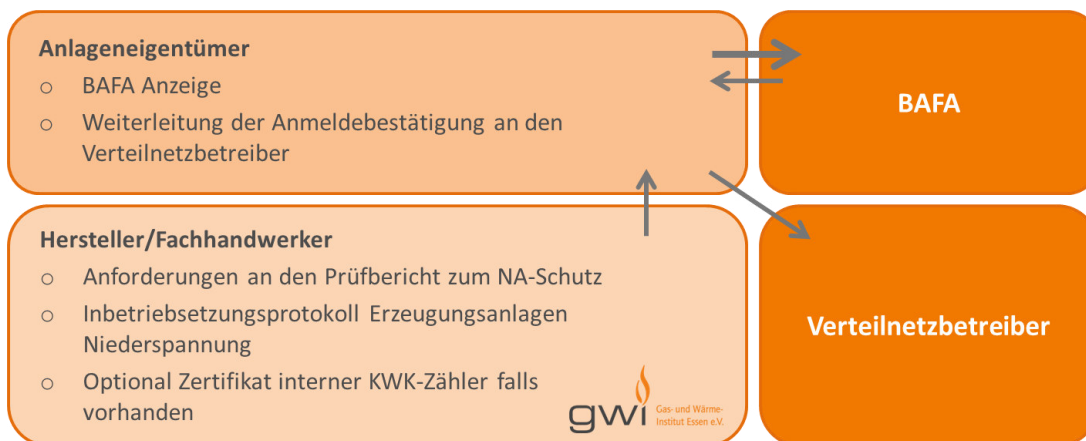 Anlageneigentümer
○ BAFA Anzeige
○ Weiterleitung der Anmeldebestätigung an den
Verteilnetzbetreiber
BAFA
Hersteller/Fachhandwerker
○ Anforderungen an den Prüfbericht zum NA-Schutz
○ Inbetriebsetzungsprotokoll Erzeugungsanlagen
Niederspannung
○ Optional Zertifikat interner KWK-Zähler falls
vorhanden
gwi
Gas- und Wärme-
Institut Essen e.V.
Verteilnetzbetreiber